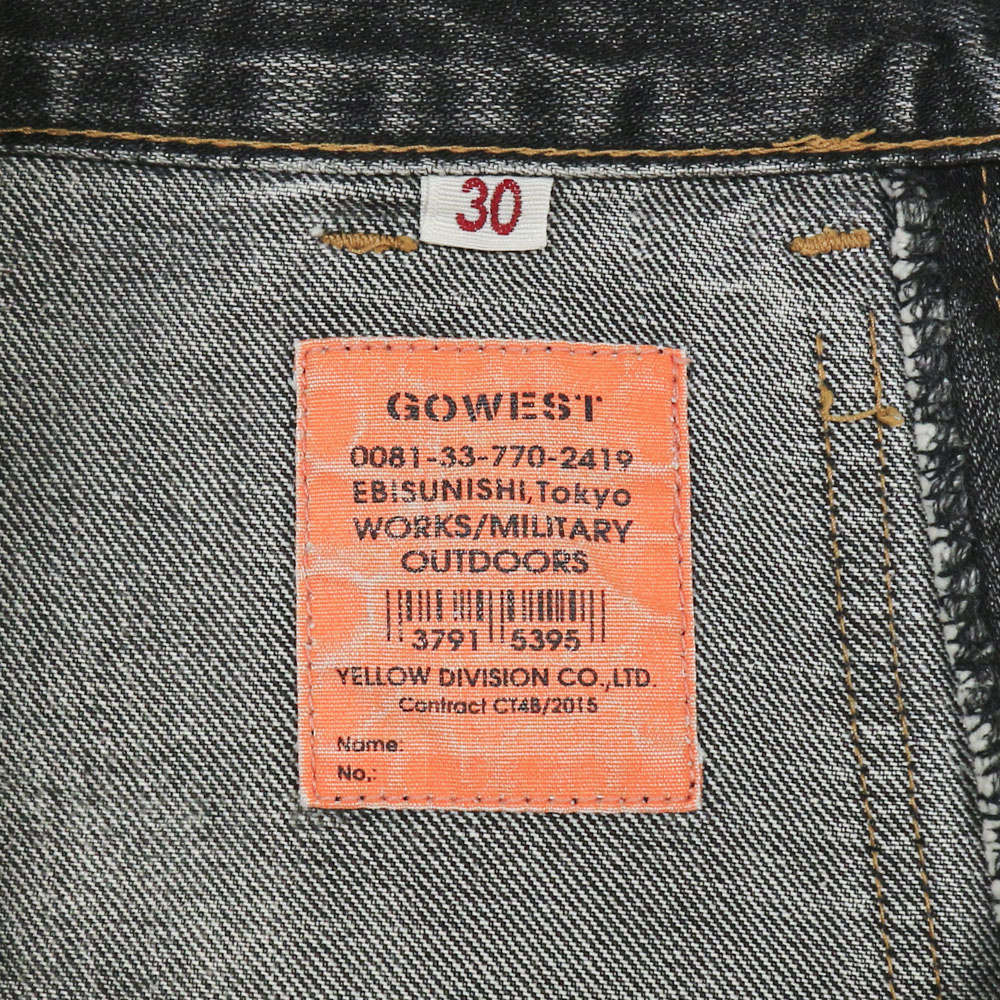 30
GOWEST
0081-33-770-2419
EBISUNISHI,Tokyo
WORKS/MILITARY
OUTDOORS
3791 5395
YELLOW DIVISION CO.,LTD.
Contract CT4B/2015
Name:
No.: